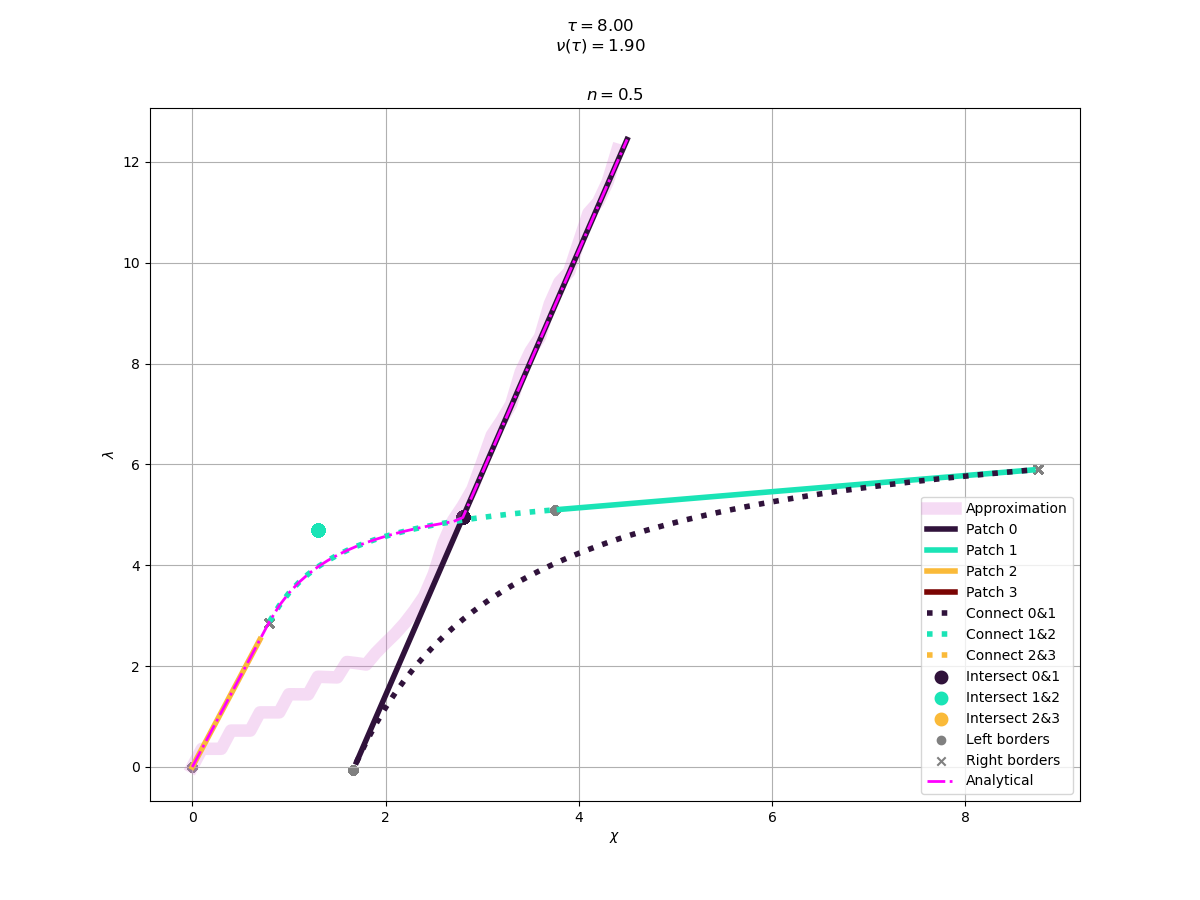 τ = 8.00
ν(τ) = 1.90
n = 0.5
12
10
8
6
4
2
0
λ
0 2 4 6 8
χ
Approximation
Patch 0
Patch 1
Patch 2
Patch 3
Connect 0&1
Connect 1&2
Connect 2&3
Intersect 0&1
Intersect 1&2
Intersect 2&3
Left borders
Right borders
Analytical